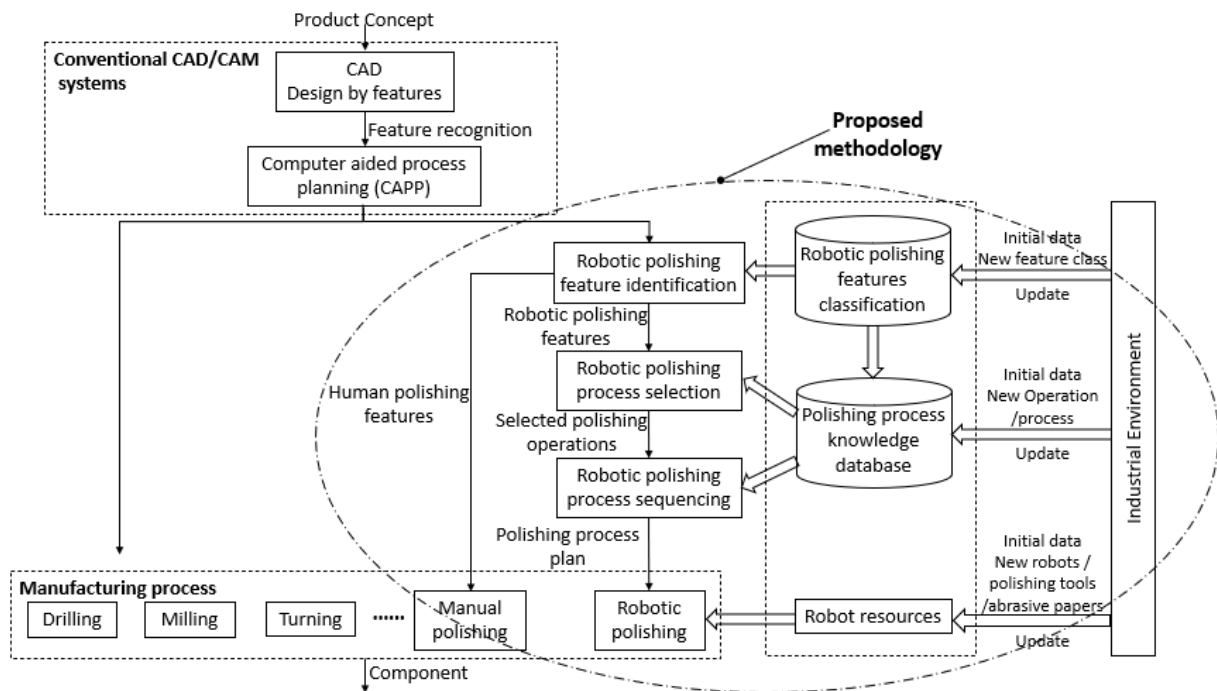 Product Concept
Conventional CAD/CAM
systems
CAD
Design by features
Feature recognition
Computer aided process
planning (CAPP)
Proposed
methodology
Robotic polishing
feature identification
Robotic polishing
features
classification
Initial data
New feature class
Update
Robotic polishing
features
Human polishing
features
Robotic polishing
process selection
Selected polishing
operations
Polishing process
knowledge
database
Initial data
New Operation
/process
Update
Industrial Environment
Robotic polishing
process sequencing
Polishing process
plan
Initial data
New robots /
polishing tools
/abrasive papers
Update
Manufacturing process
Drilling
Milling
Turning
......
Manual
polishing
Robotic
polishing
Robot resources
Component